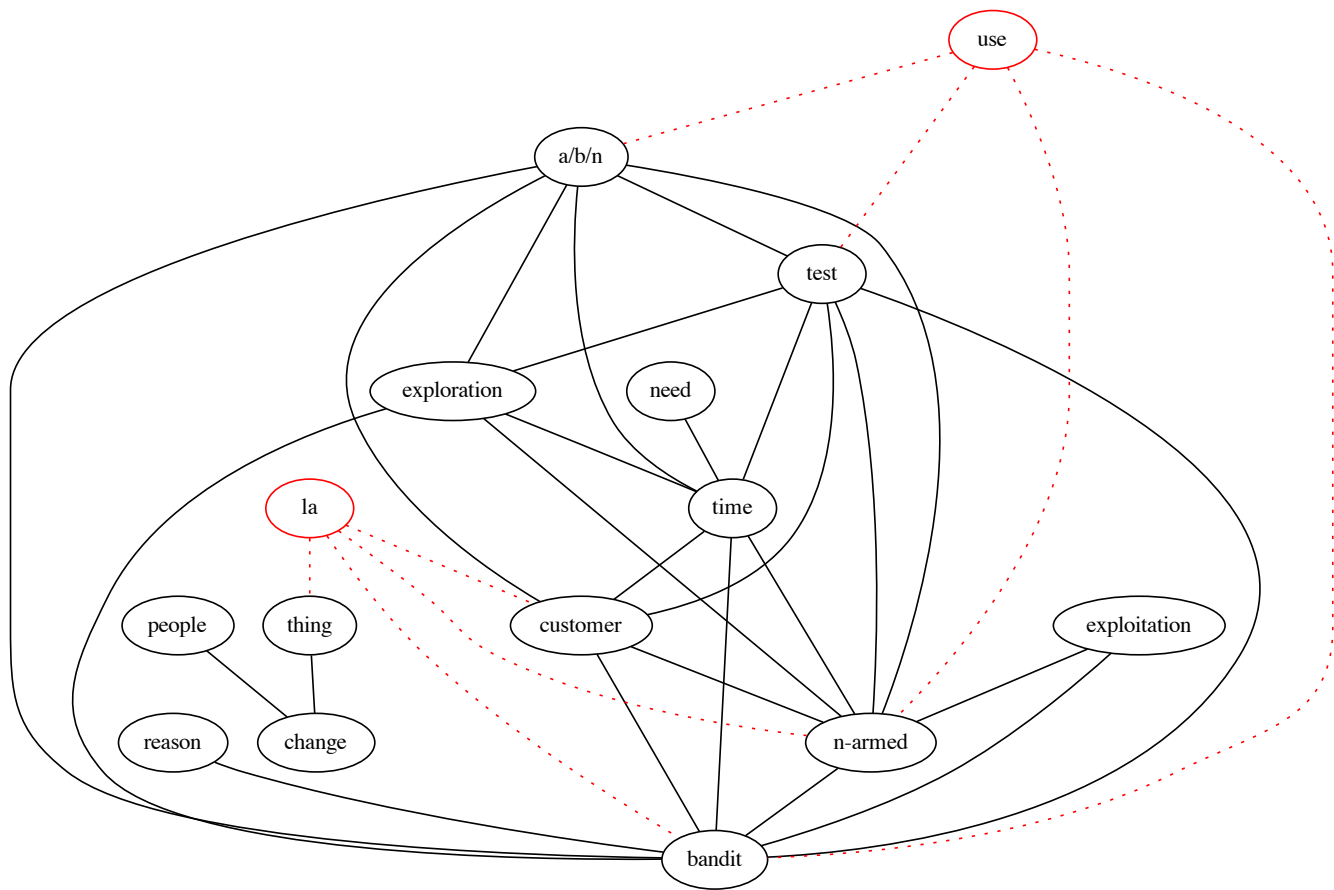 use
a/b/n
test
exploration
need
la
time
people
thing
customer
exploitation
reason
change
n-armed
bandit